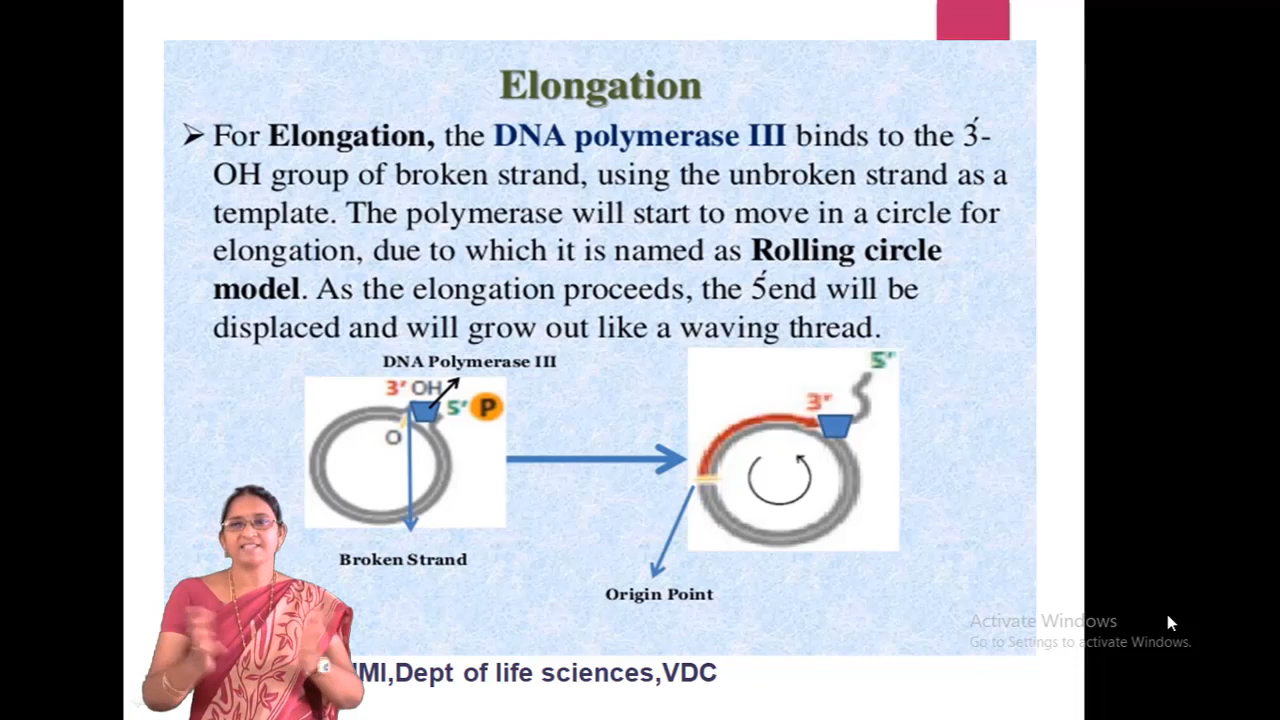 Elongation
➢ For Elongation, the DNA polymerase III binds to the 3́-
OH group of broken strand, using the unbroken strand as a
template. The polymerase will start to move in a circle for
elongation, due to which it is named as Rolling circle
model. As the elongation proceeds, the 5́end will be
displaced and will grow out like a waving thread.
DNA Polymerase III
3' OH
5' P
O
Broken Strand
5'
3'
Origin Point
Activate Windows
Go to Settings to activate Windows.
MI,Dept of life sciences,VDC